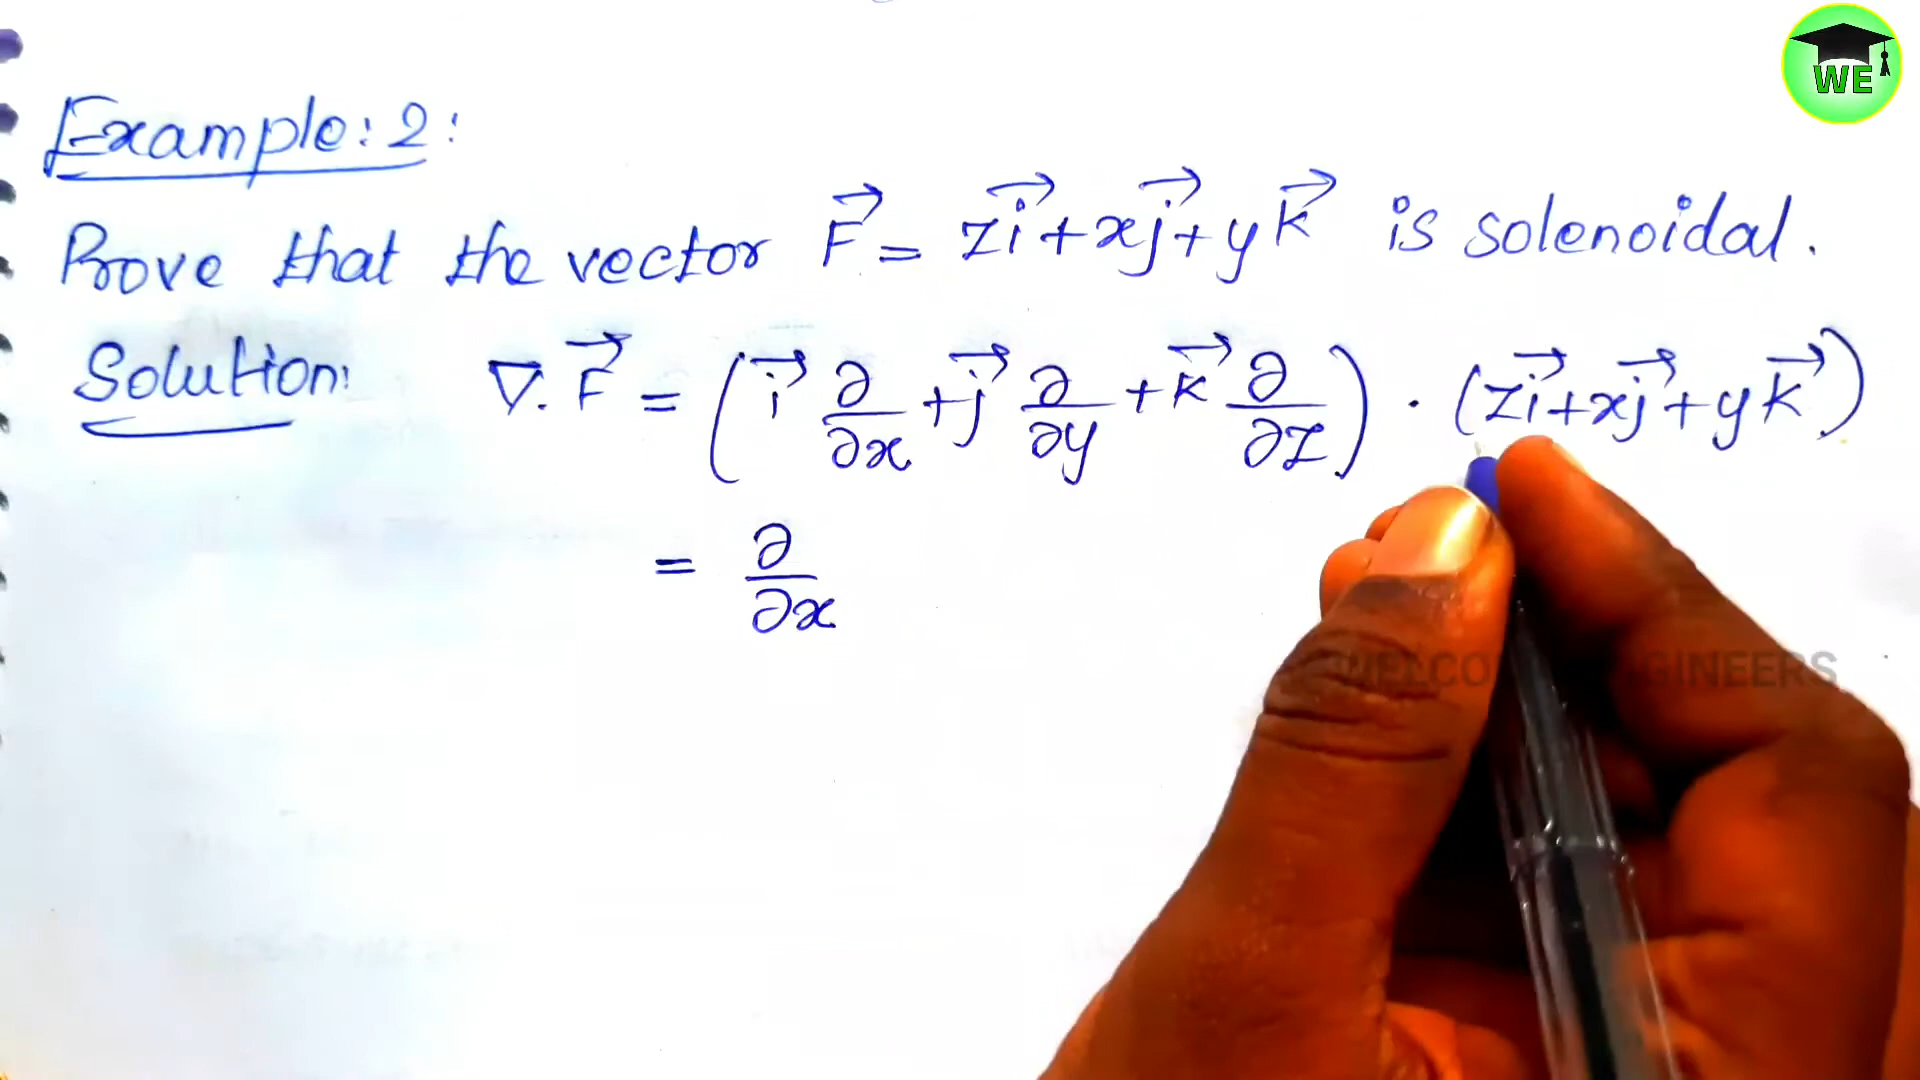 WE
Example: 2:
Prove that the vector F⃗ = zi⃗ + xj⃗ + yk⃗ is solenoidal.
Solution: ∇. F⃗ = (i⃗ ∂/∂x + j⃗ ∂/∂y + k⃗ ∂/∂z) · (zi⃗ + xj⃗ + yk⃗)
= ∂/∂x